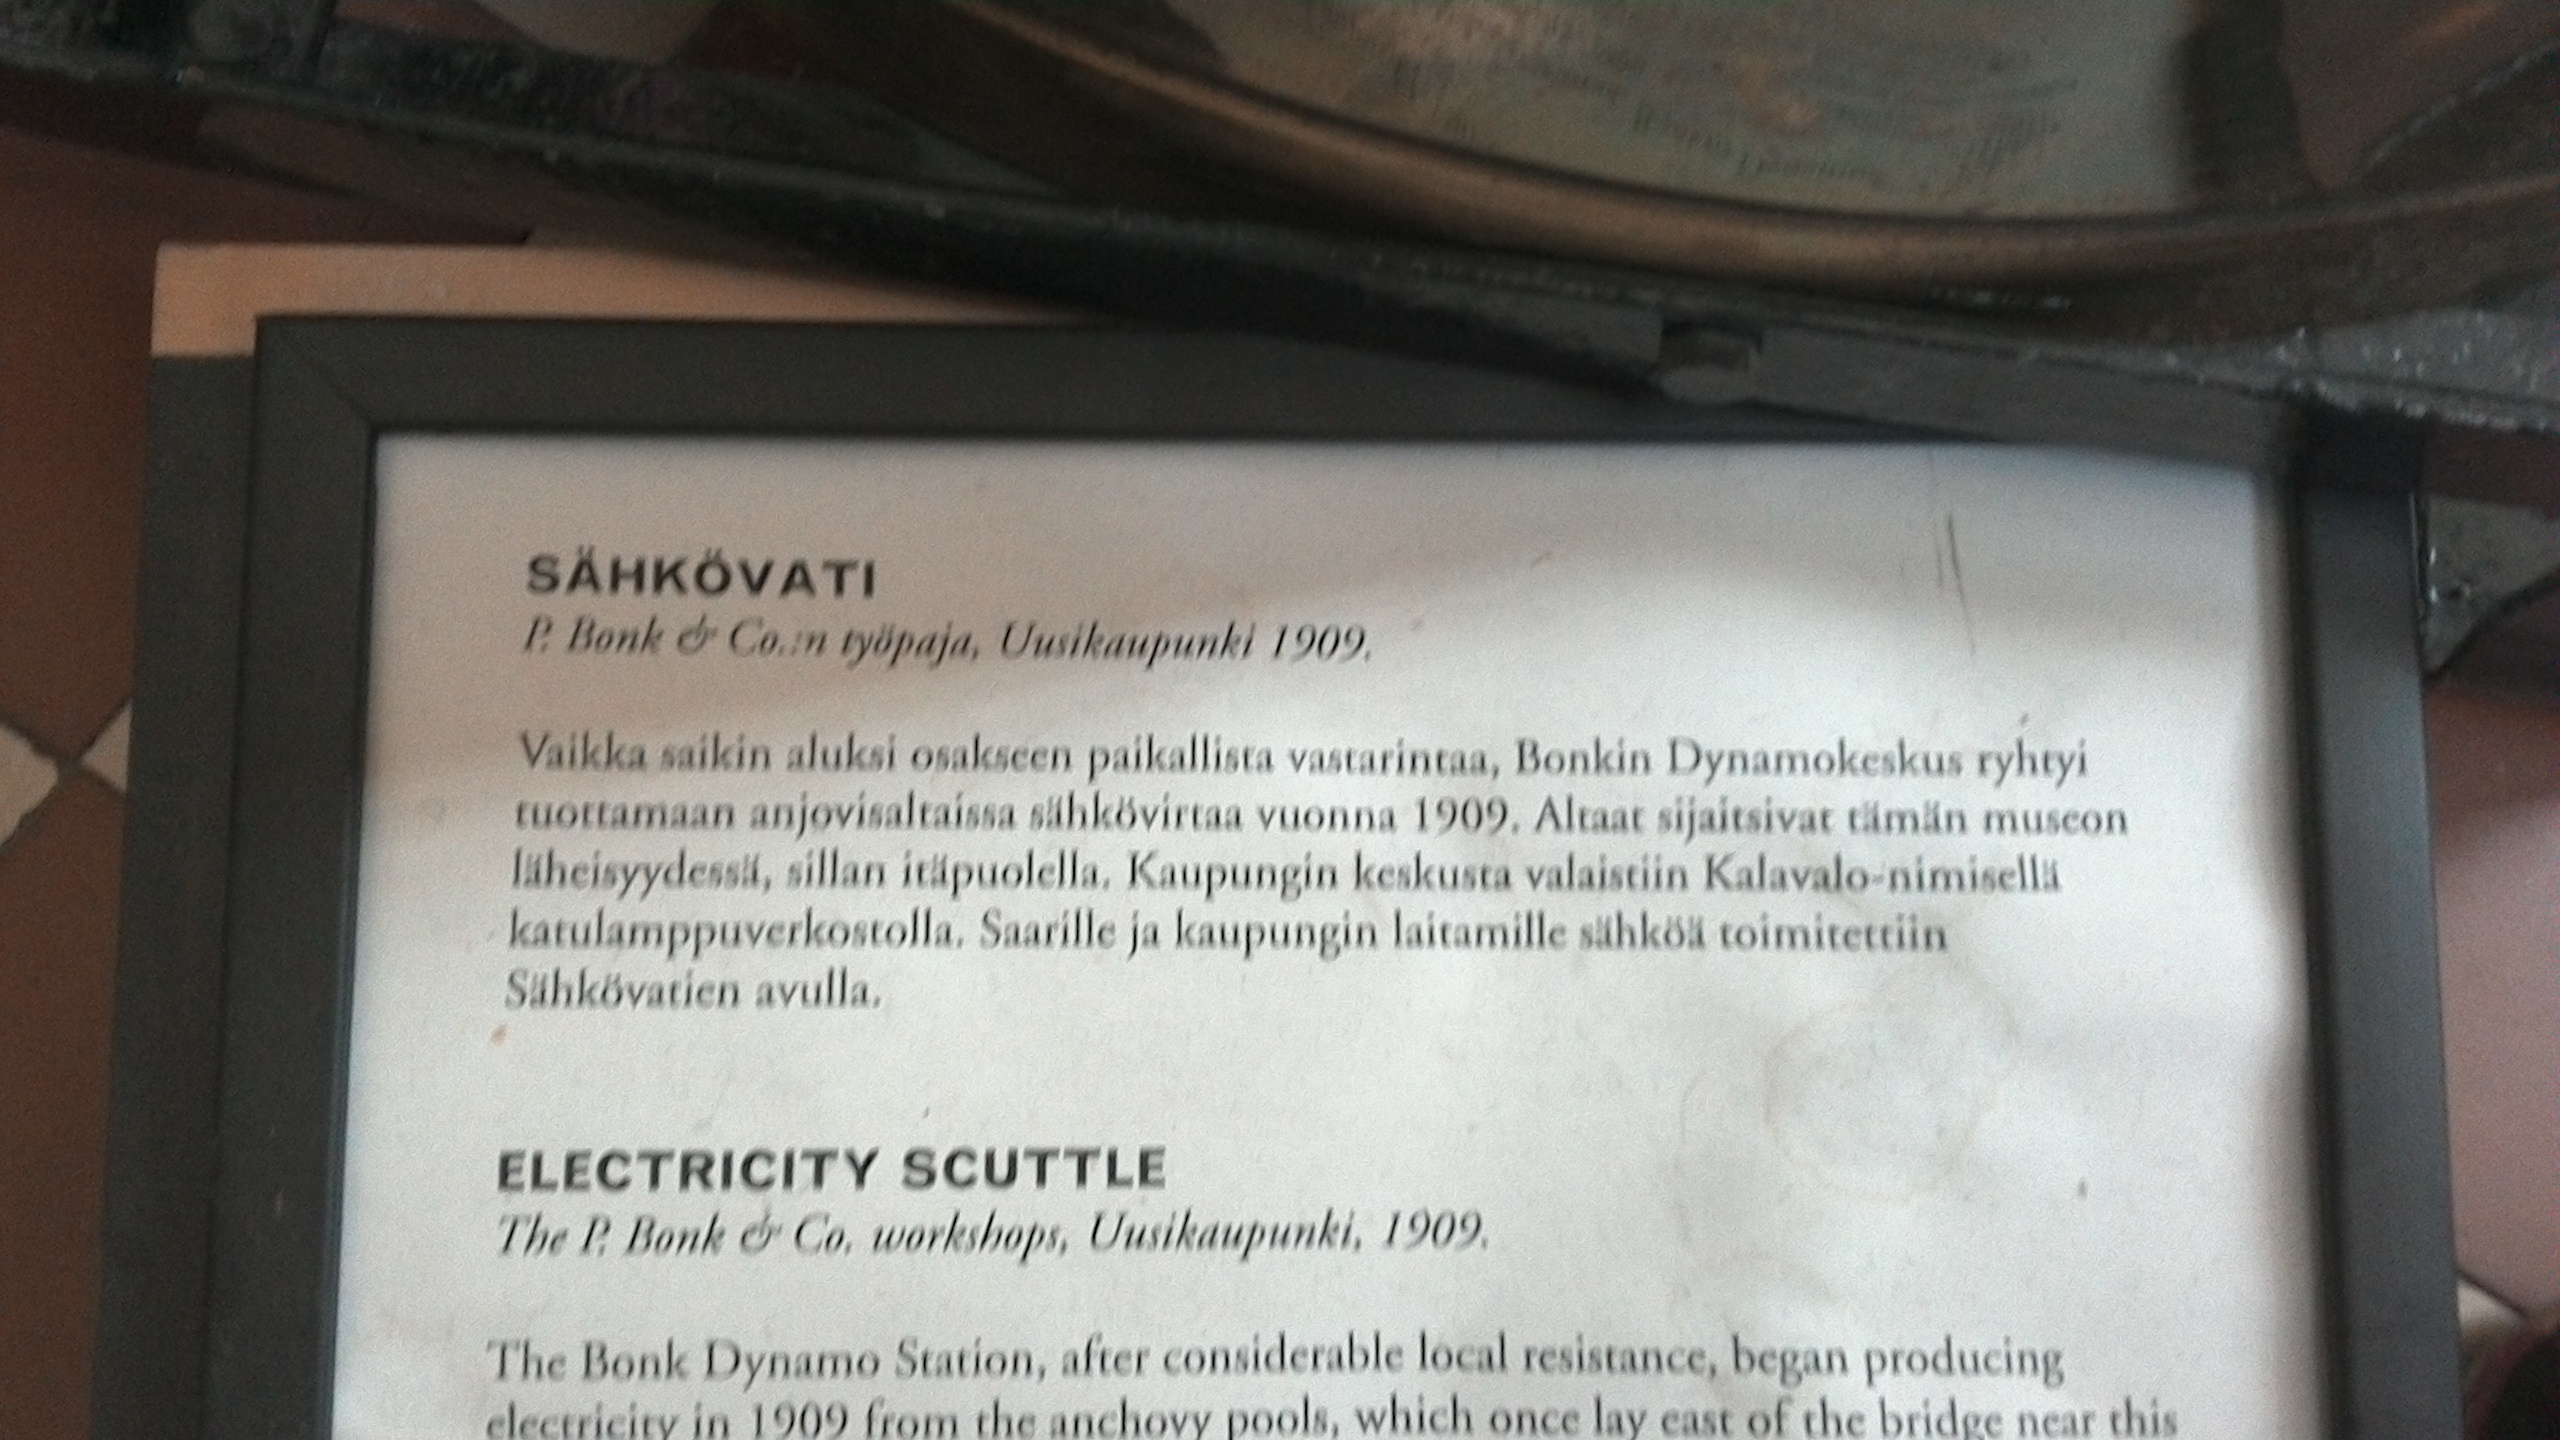 SÄHKÖVATI
P. Bonk & Co.:n työpaja, Uusikaupunki 1909.
Vaikka saikin aluksi osakseen paikallista vastarintaa, Bonkin Dynamokeskus ryhtyi
tuottamaan anjovisaltaissa sähkövirtaa vuonna 1909. Altaat sijaitsivat tämän museon
läheisyydessä, sillan itäpuolella. Kaupungin keskusta valaistiin Kalavalo-nimisellä
katulamppuverkostolla. Saarille ja kaupungin laitamille sähköä toimitettiin
Sähkövatien avulla.
ELECTRICITY SCUTTLE
The P. Bonk & Co. workshops, Uusikaupunki, 1909.
The Bonk Dynamo Station, after considerable local resistance, began producing
electricity in 1909 from the anchovy pools, which once lay east of the bridge near this